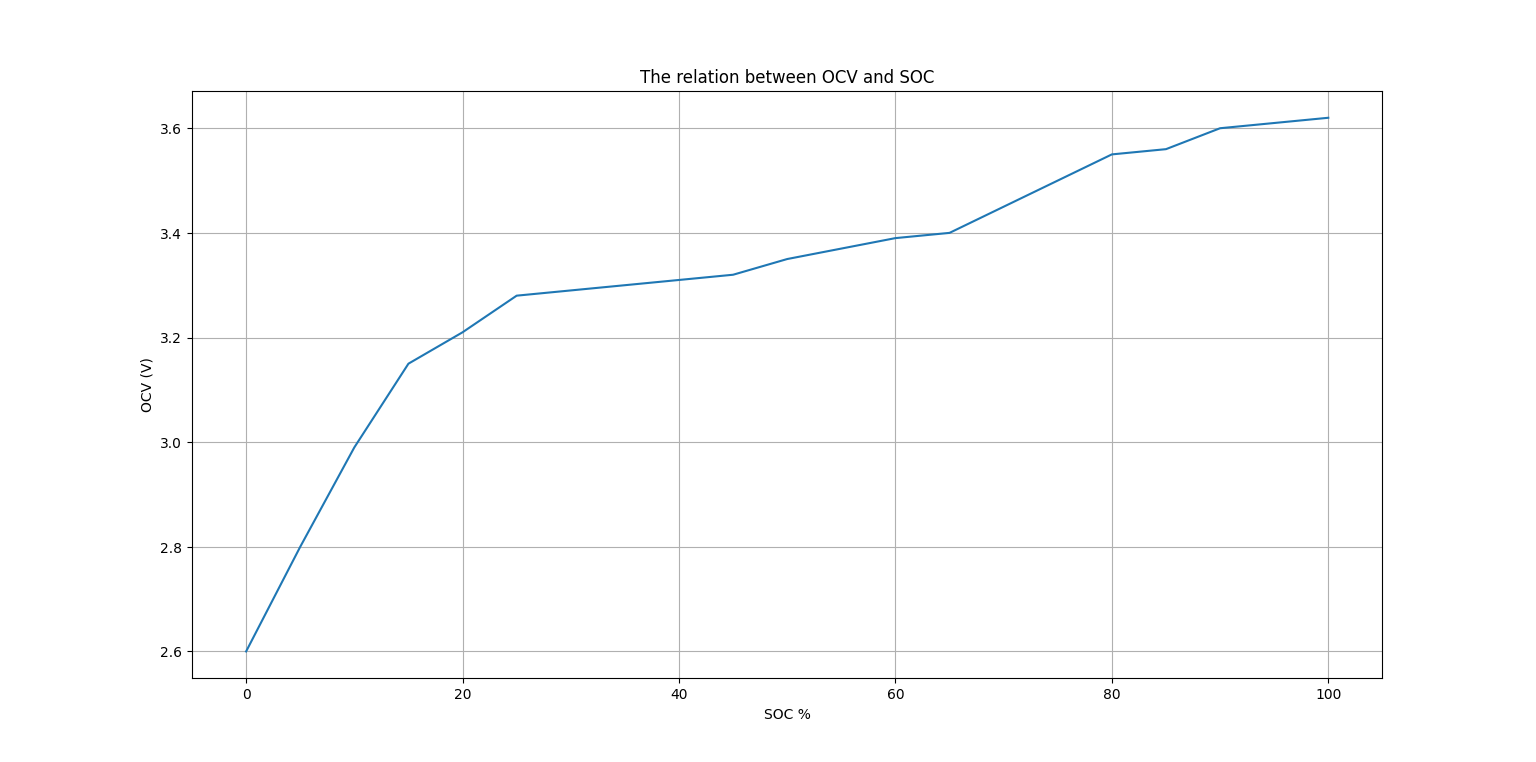 The relation between OCV and SOC
3.6
3.4
3.2
3.0
2.8
2.6
OCV (V)
0 20 40 60 80 100
SOC %